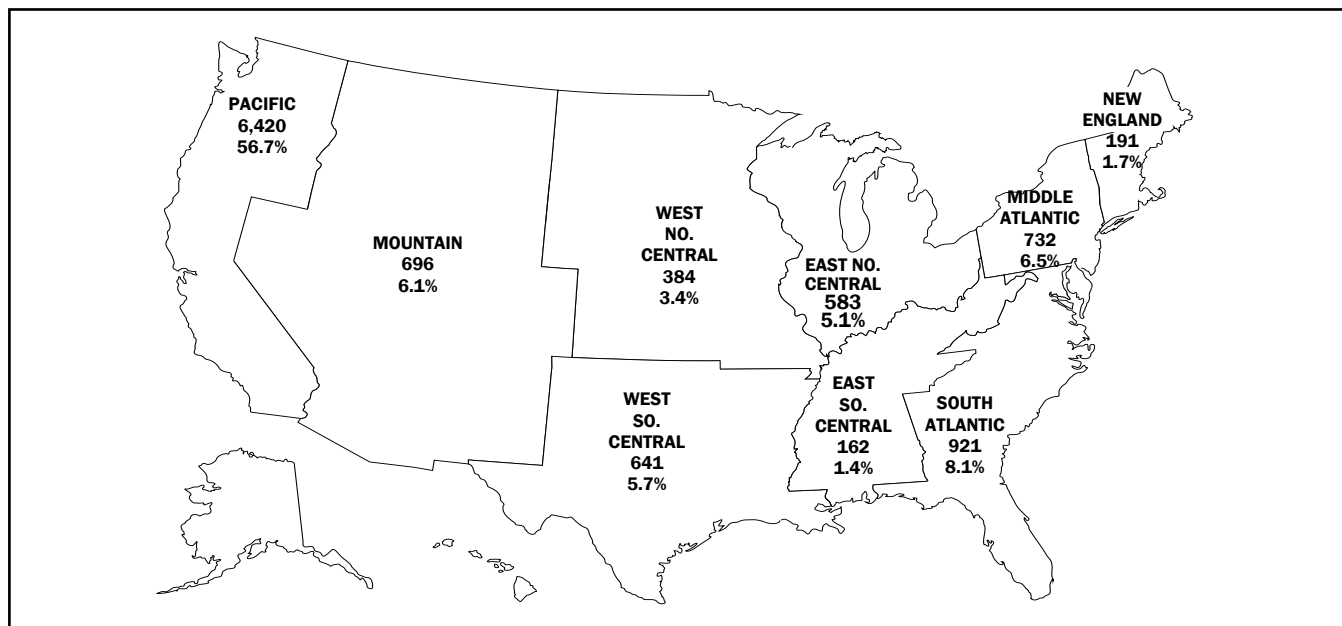 PACIFIC
6,420
56.7%
MOUNTAIN
696
6.1%
WEST
NO.
CENTRAL
384
3.4%
WEST
SO.
CENTRAL
641
5.7%
EAST NO.
CENTRAL
583
5.1%
EAST
SO.
CENTRAL
162
1.4%
SOUTH
ATLANTIC
921
8.1%
MIDDLE
ATLANTIC
732
6.5%
NEW
ENGLAND
191
1.7%